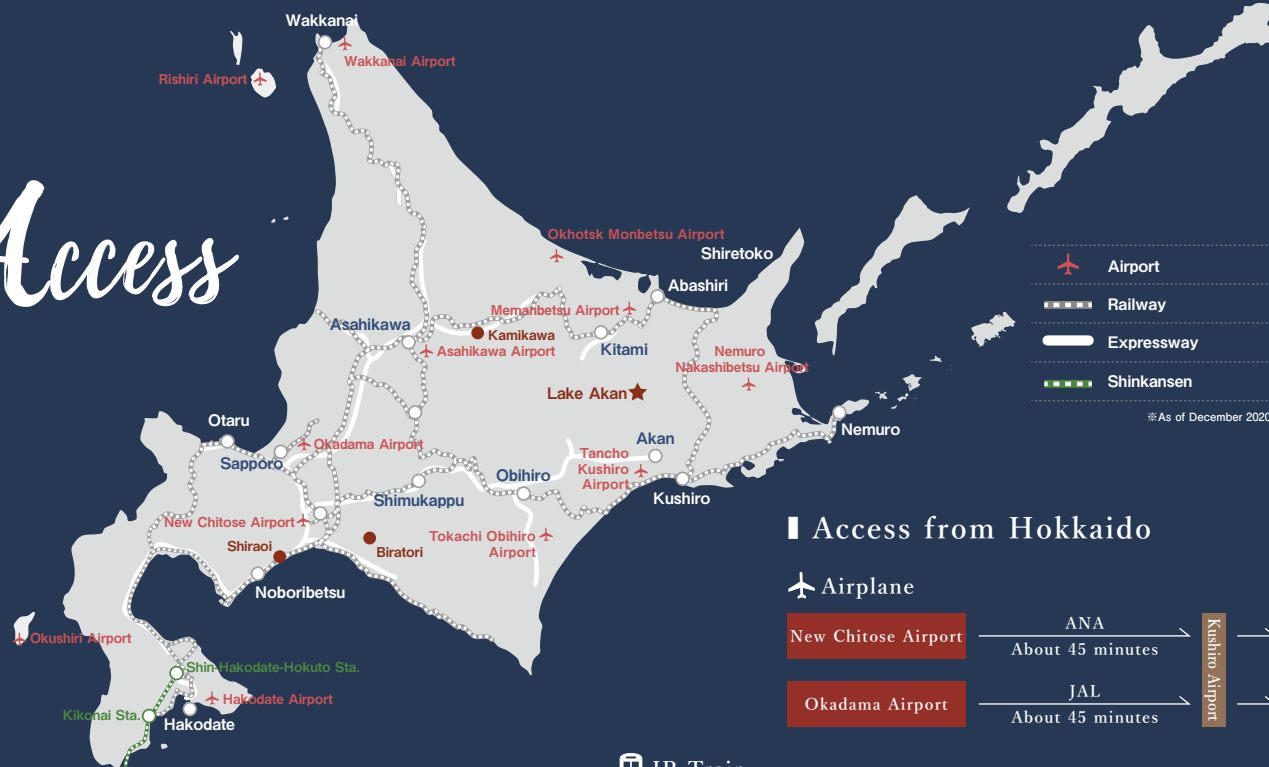 Wakkanai
Wakkanai Airport
Rishiri Airport
Access
Okhotsk Monbetsu Airport
Shiretoko
Abashiri
Memanbetsu Airport
Asahikawa
Kamikawa
Asahikawa Airport
Kitami
Nemuro
Nakashibetsu Airport
Lake Akan
Otaru
Okadama Airport
Sapporo
Akan
Nemuro
Tancho
Kushiro
Airport
Obihiro
Shimukappu
Kushiro
New Chitose Airport
Shiraoi
Biratori
Tokachi Obihiro
Airport
Noboribetsu
Okushiri Airport
Shin-Hakodate-Hokuto Sta.
Hakodate Airport
Kikonai Sta.
Hakodate
Airport
Railway
Expressway
Shinkansen
※As of December 2020
Access from Hokkaido
Airplane
New Chitose Airport
ANA
About 45 minutes
Okadama Airport
JAL
About 45 minutes
Kushiro Airport
JR Train